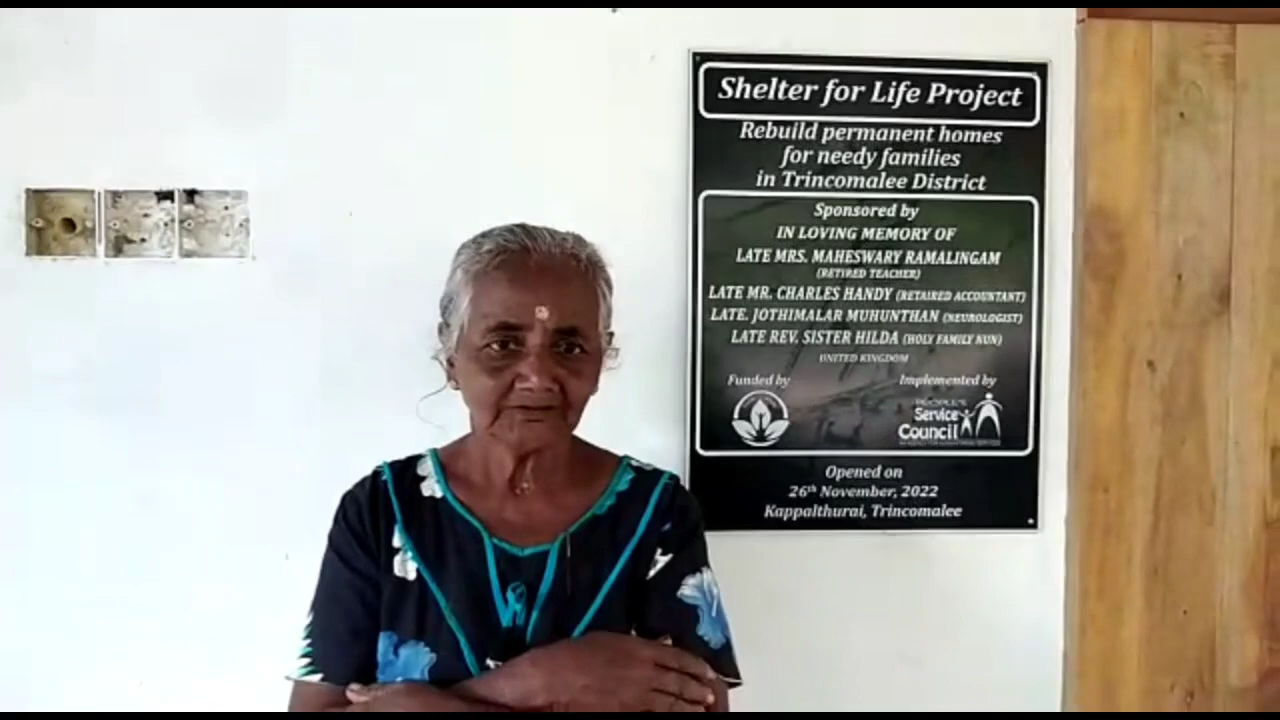 Shelter for Life Project
Rebuild permanent homes
for needy families
in Trincomalee District
Sponsored by
IN LOVING MEMORY OF
LATE MRS. MAHESWARY RAMALINGAM
(RETIRED TEACHER)
LATE MR. CHARLES HANDY (RETAIRED ACCOUNTANT)
LATE. JOTHIMALAR MUHUNTHAN (NEUROLOGIST)
LATE REV. SISTER HILDA (HOLY FAMILY NUN)
UNITED KINGDOM
Funded by
Implemented by
PEOPLE'S
Service
Council
Opened on
26th November, 2022
Kappalthurai, Trincomalee